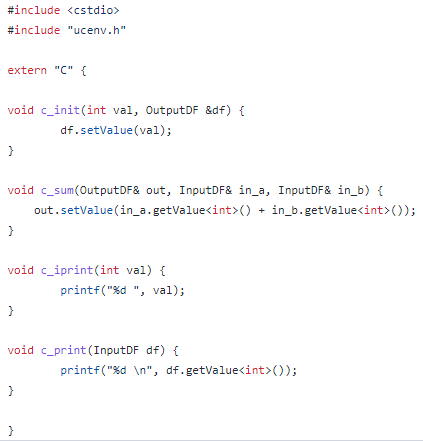 #include <cstdio>
#include "ucenv.h"

extern "C" {

void c_init(int val, OutputDF &df) {
        df.setValue(val);
}

void c_sum(OutputDF& out, InputDF& in_a, InputDF& in_b) {
    out.setValue(in_a.getValue<int>() + in_b.getValue<int>());
}

void c_iprint(int val) {
        printf("%d ", val);
}

void c_print(InputDF df) {
        printf("%d \n", df.getValue<int>());
}

}